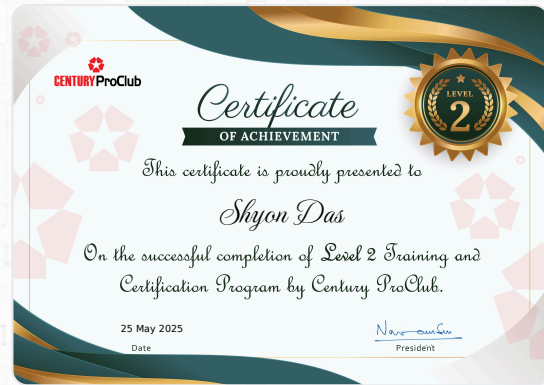 CENTURY ProClub
Certificate
OF ACHIEVEMENT
LEVEL
2
This certificate is proudly presented to
Shyon Das
On the successful completion of Level 2 Training and
Certification Program by Century ProClub.
25 May 2025
Date
President